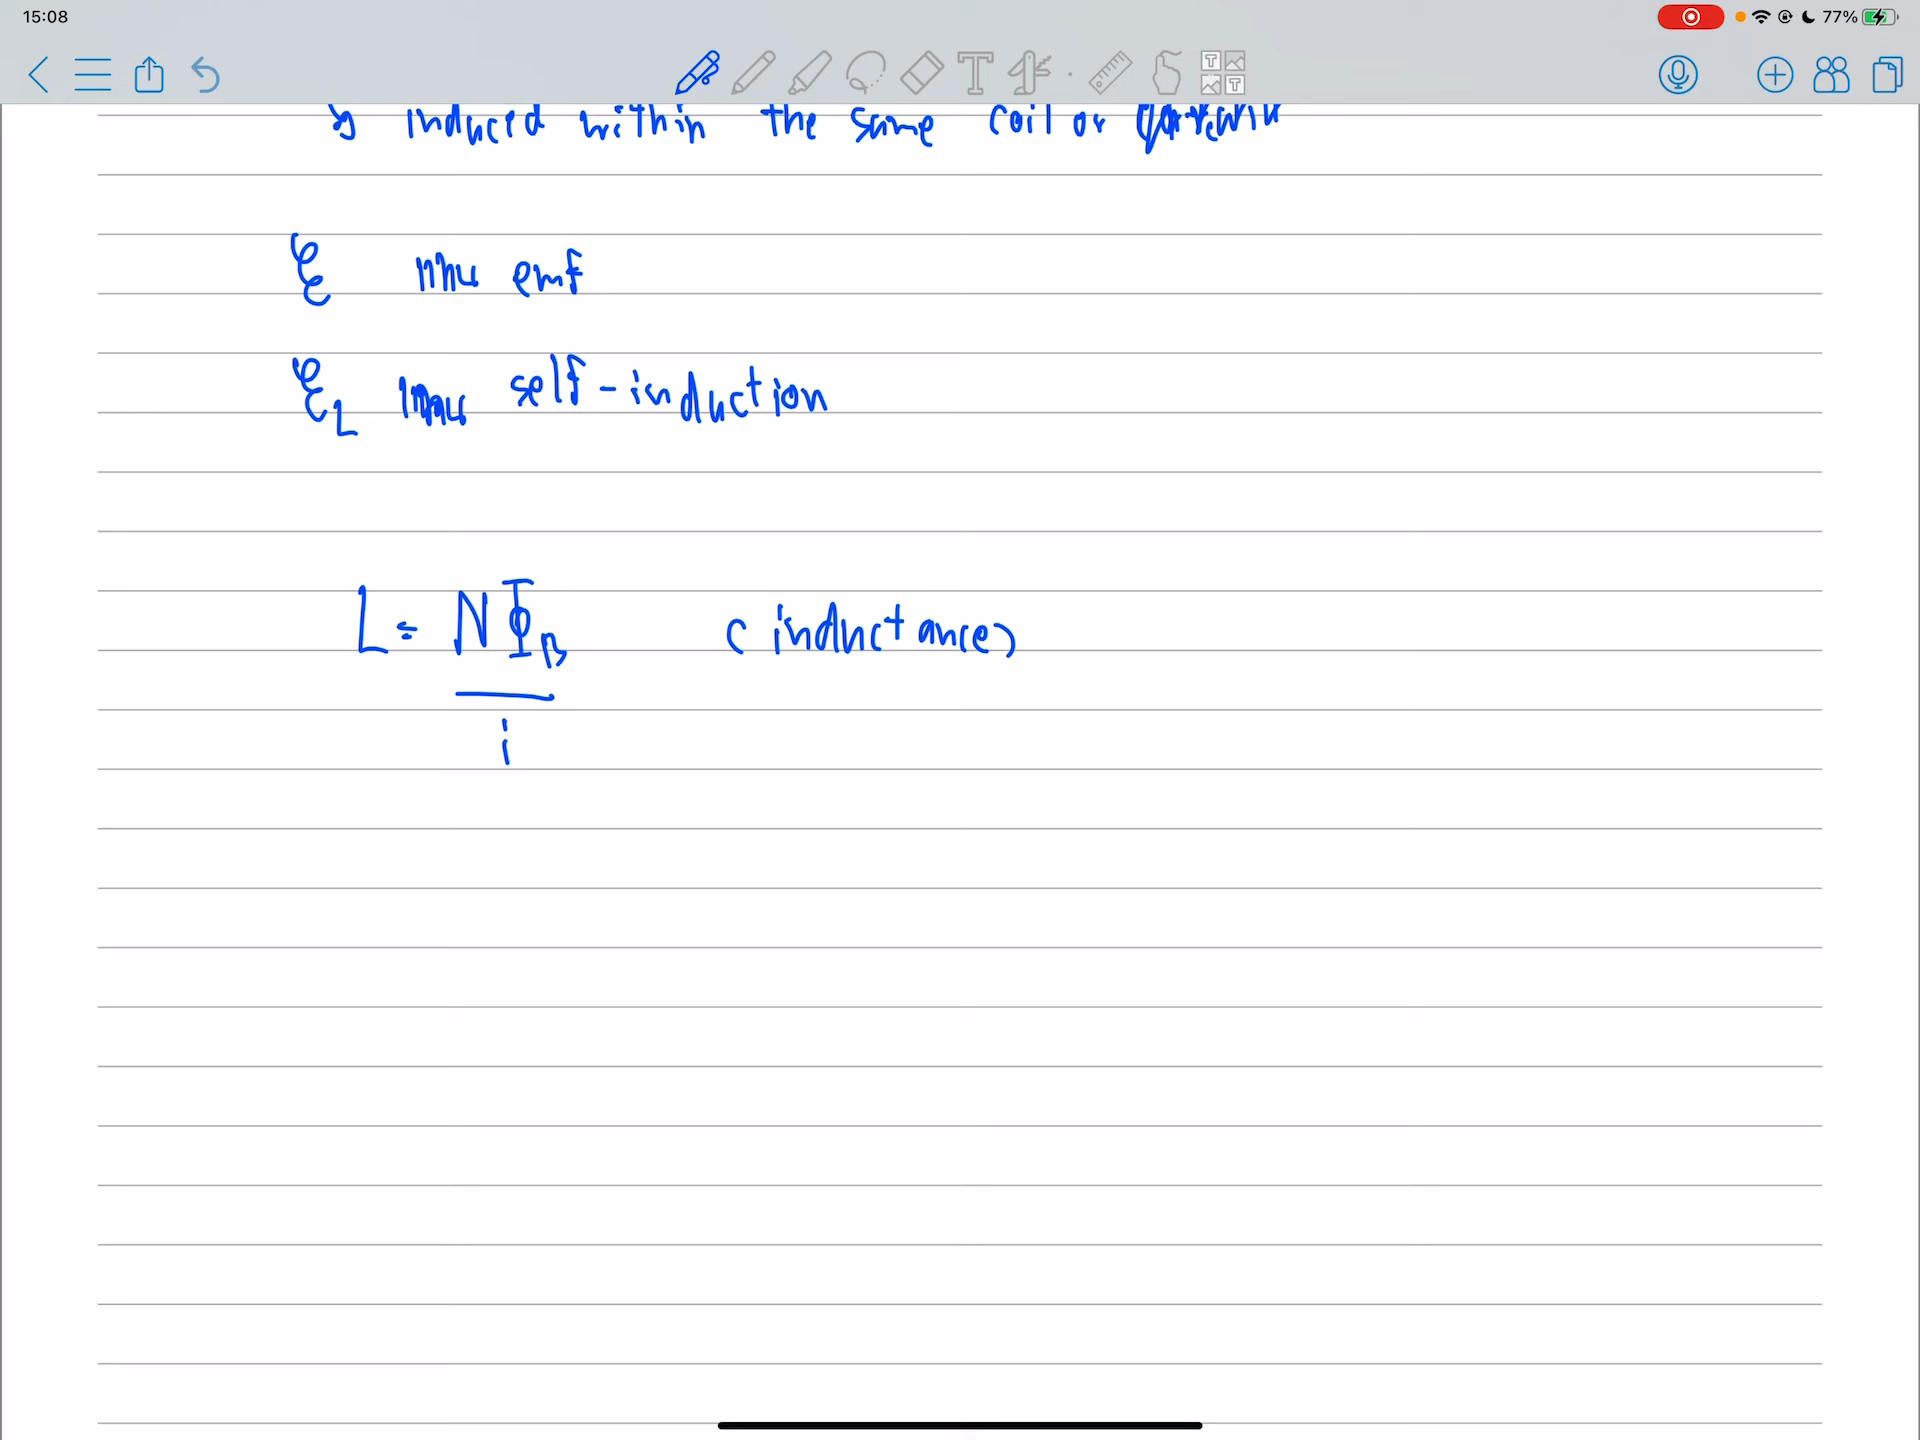 15:08
77%
induced within the same coil or
ℰ แทน emf
ℰL แทน self-induction
L = NΦB / i (inductance)